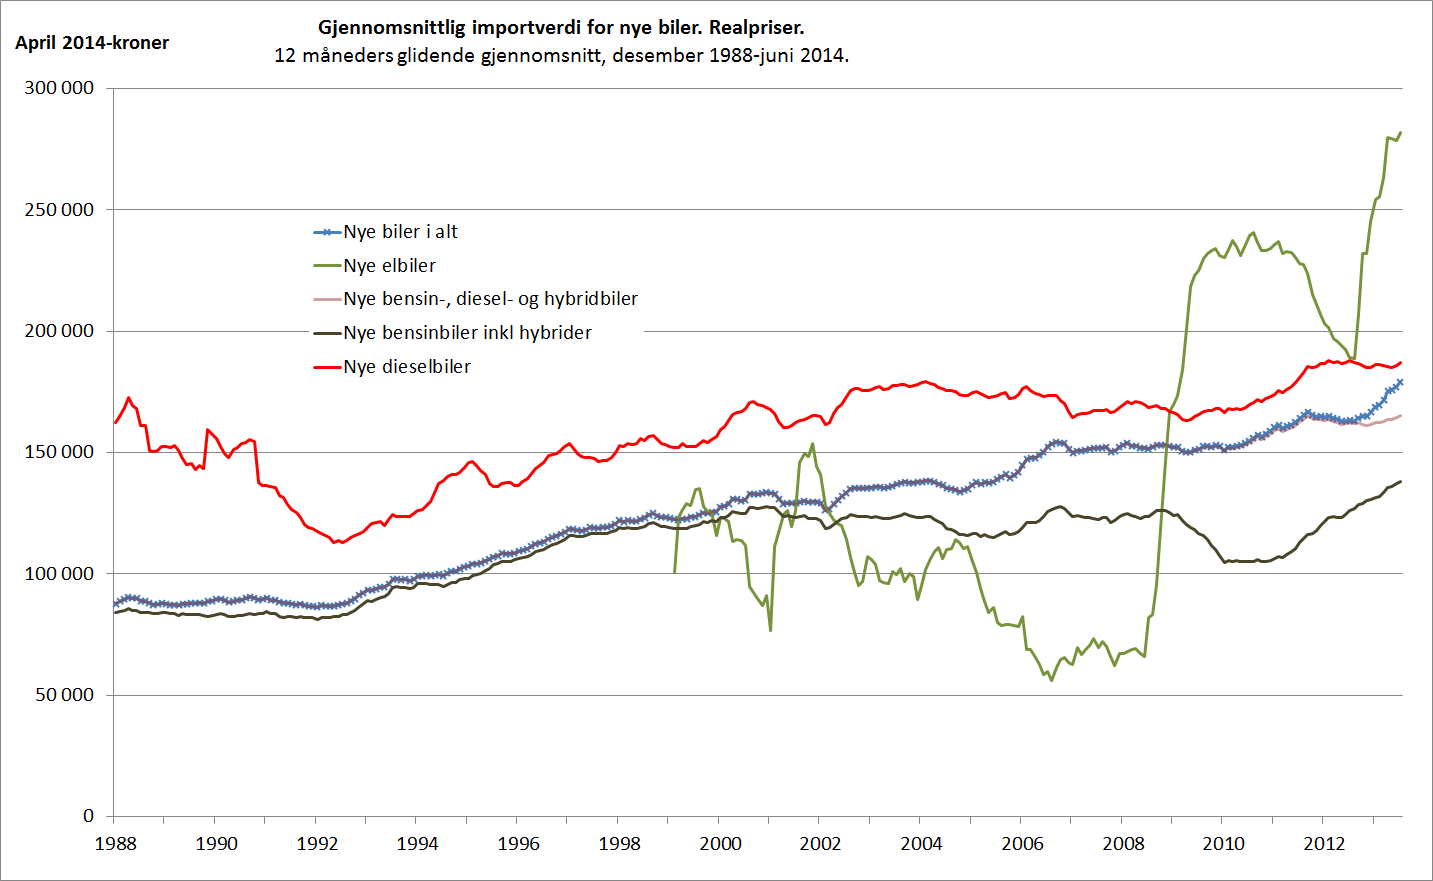 Gjennomsnittlig importverdi for nye biler. Realpriser.
April 2014-kroner
12 måneders glidende gjennomsnitt, desember 1988-juni 2014.
300 000
250 000
200 000
150 000
100 000
50 000
0
Nye biler i alt
Nye elbiler
Nye bensin-, diesel- og hybridbiler
Nye bensinbiler inkl hybrider
Nye dieselbiler
1988 1990 1992 1994 1996 1998 2000 2002 2004 2006 2008 2010 2012